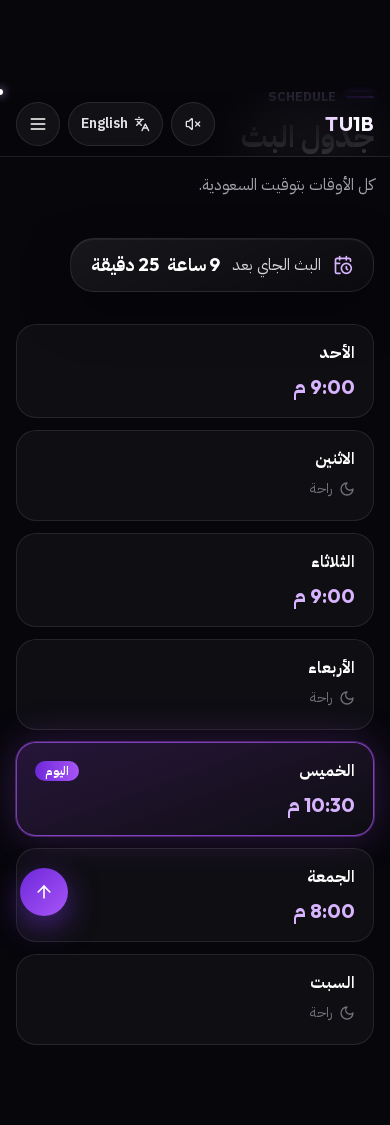 SCHEDULE
TU1B
English
جدول البث
كل الأوقات بتوقيت السعودية.
البث الجاي بعد 9 ساعة 25 دقيقة
الأحد
9:00 م
الاثنين
راحة
الثلاثاء
9:00 م
الأربعاء
راحة
الخميس
اليوم
10:30 م
الجمعة
8:00 م
السبت
راحة